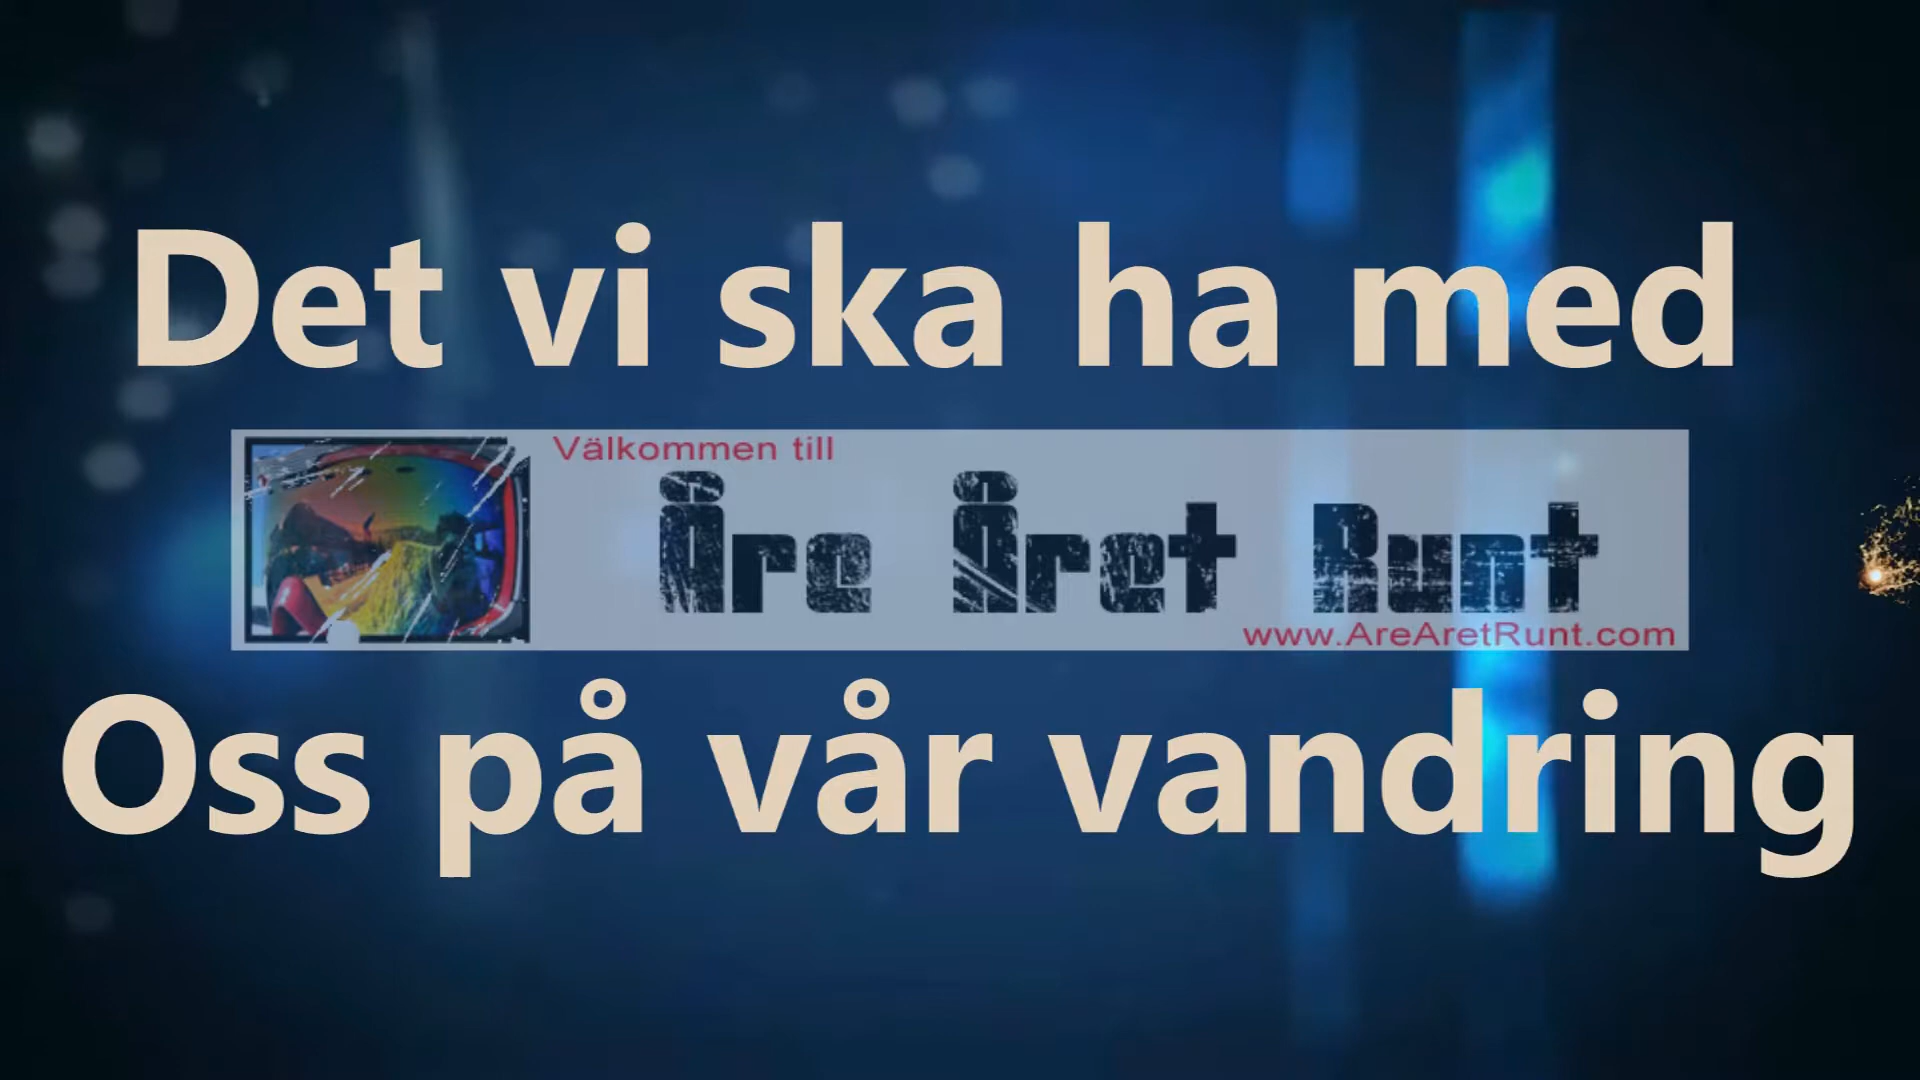 Det vi ska ha med
Välkommen till
Åre Året Runt
www.AreAretRunt.com
Oss på vår vandring